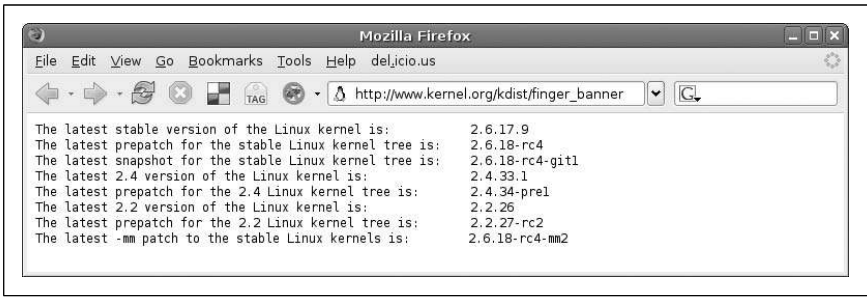 Mozilla Firefox
File Edit View Go Bookmarks Tools Help del.icio.us
TAG http://www.kernel.org/kdist/finger_banner G
The latest stable version of the Linux kernel is: 2.6.17.9
The latest prepatch for the stable Linux kernel tree is: 2.6.18-rc4
The latest snapshot for the stable Linux kernel tree is: 2.6.18-rc4-git1
The latest 2.4 version of the Linux kernel is: 2.4.33.1
The latest prepatch for the 2.4 Linux kernel tree is: 2.4.34-pre1
The latest 2.2 version of the Linux kernel is: 2.2.26
The latest prepatch for the 2.2 Linux kernel tree is: 2.2.27-rc2
The latest -mm patch to the stable Linux kernels is: 2.6.18-rc4-mm2